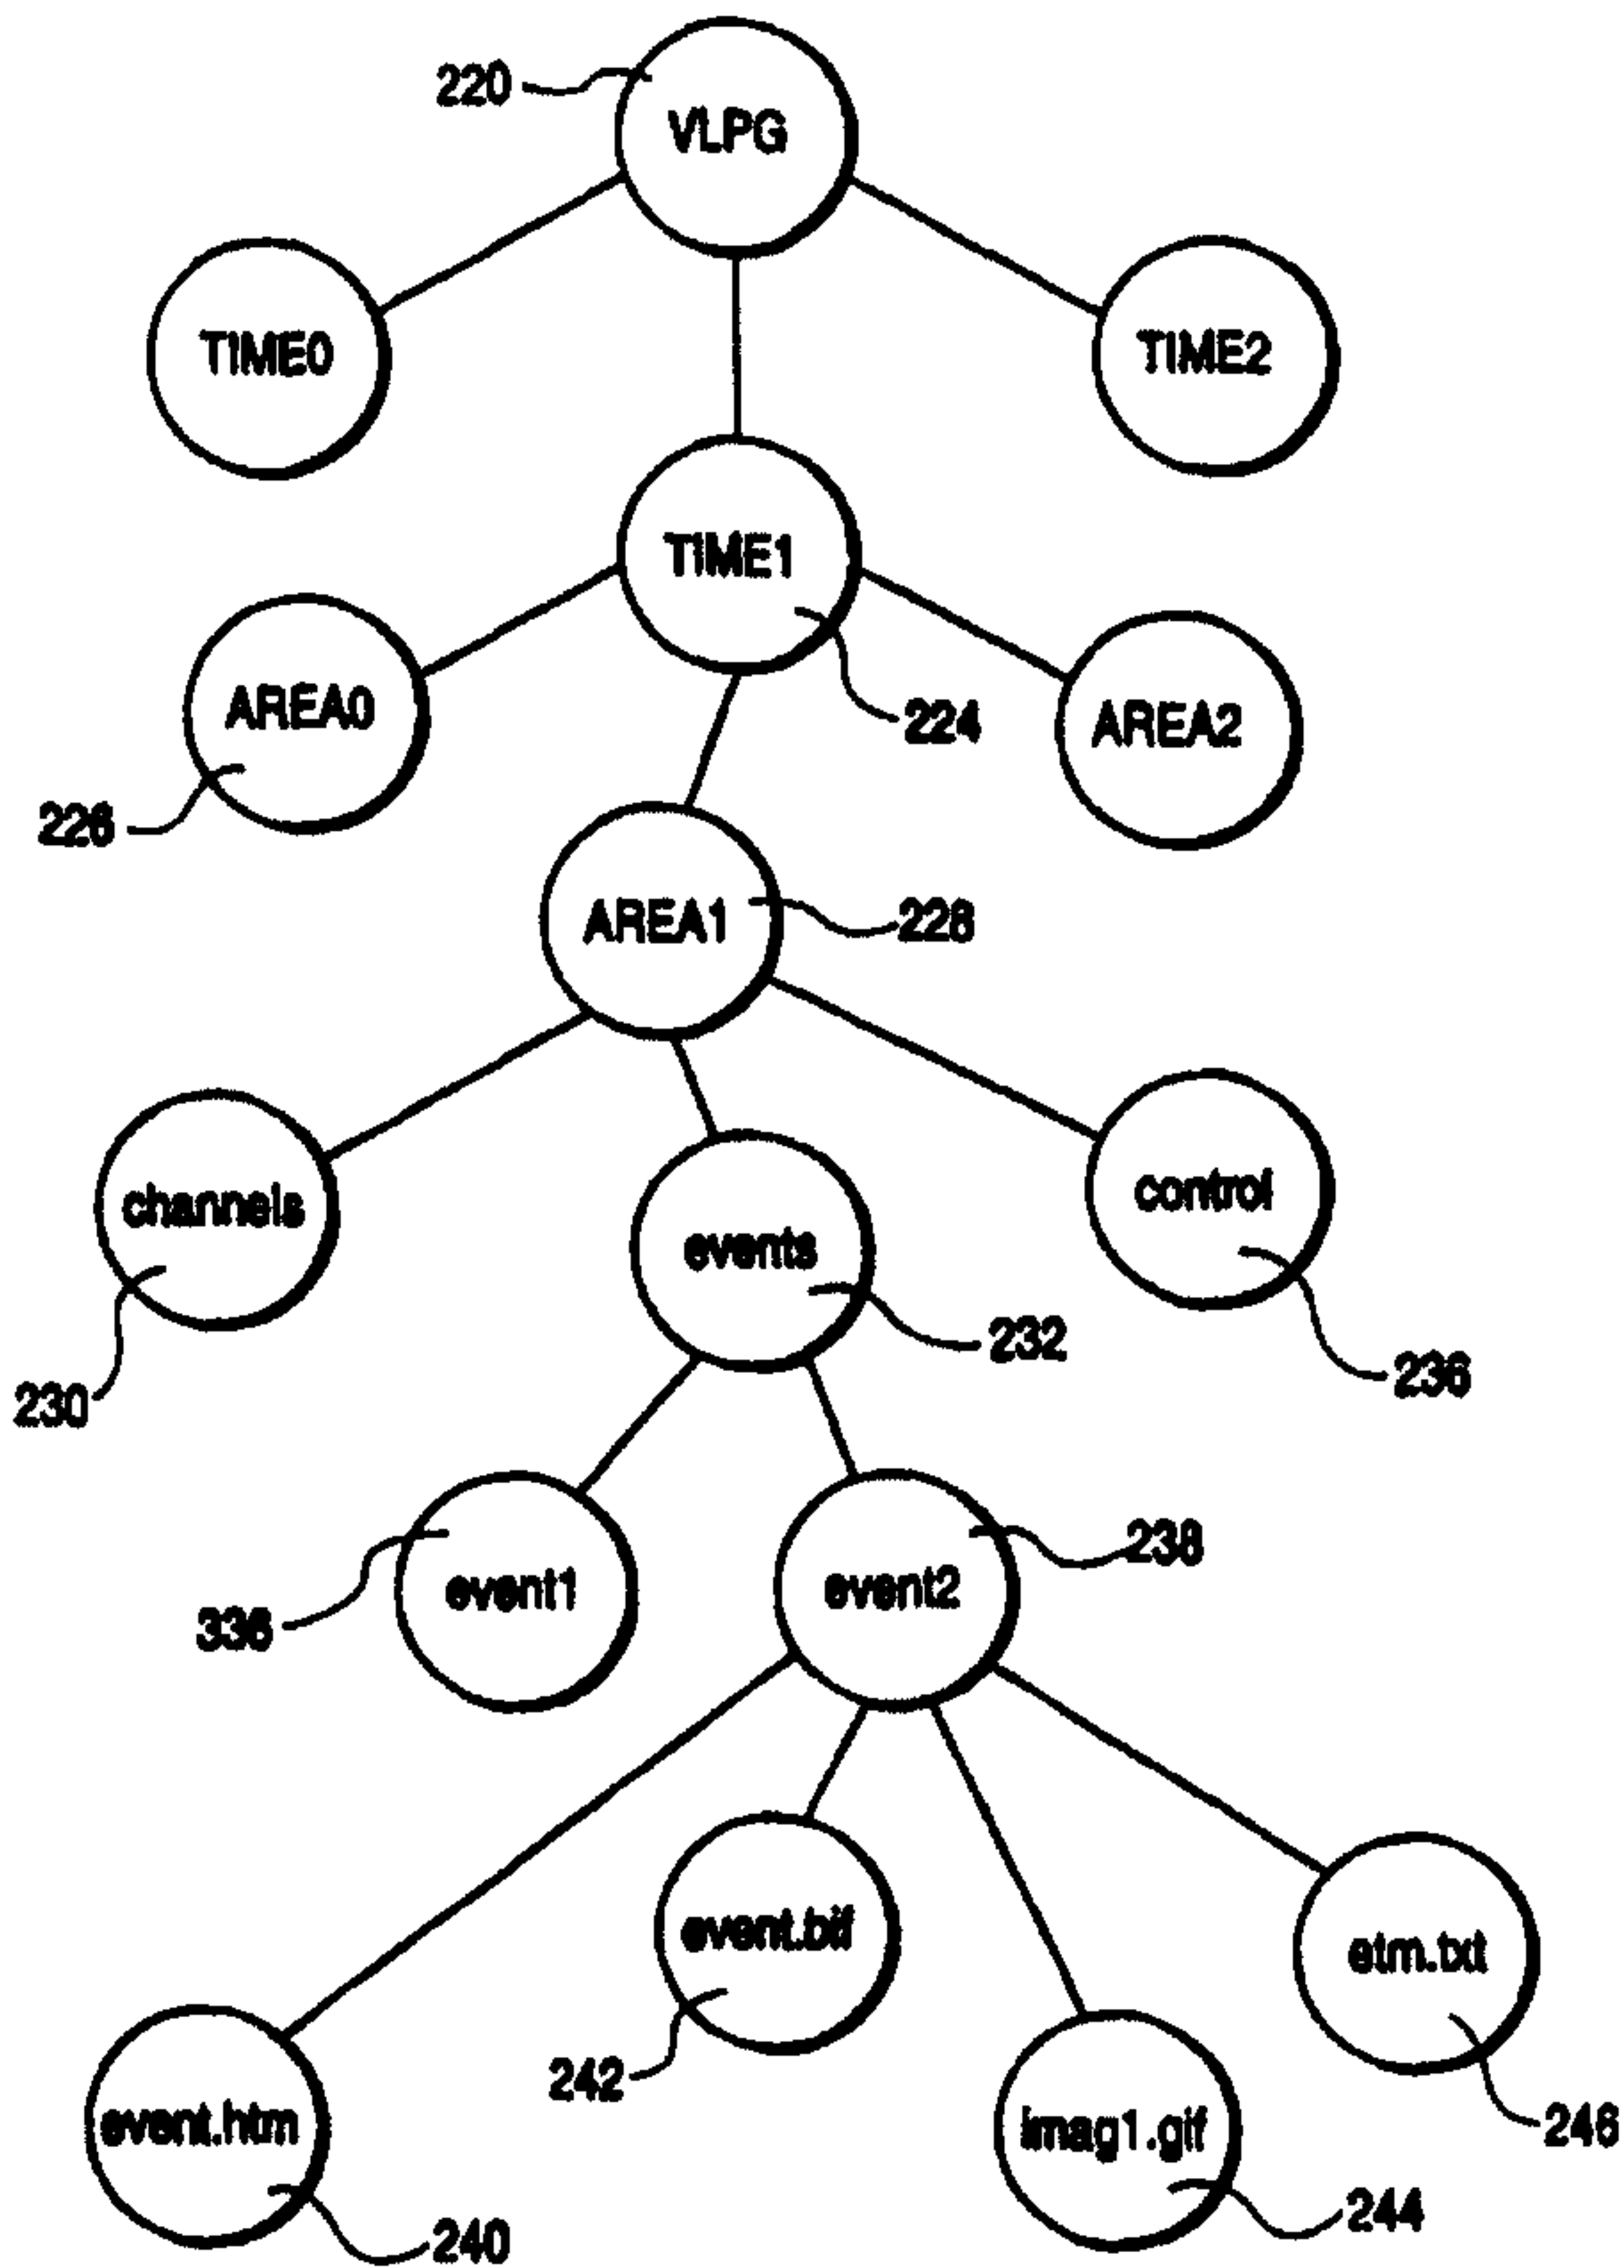 220
VLPG
TIME0
TIME2
TIME1
AREA0
224
AREA2
226
AREA1
228
channels
control
events
232
236
230
238
event1
event2
336
event.bif
etm.txt
242
event.htm
imag1.gif
246
244
240